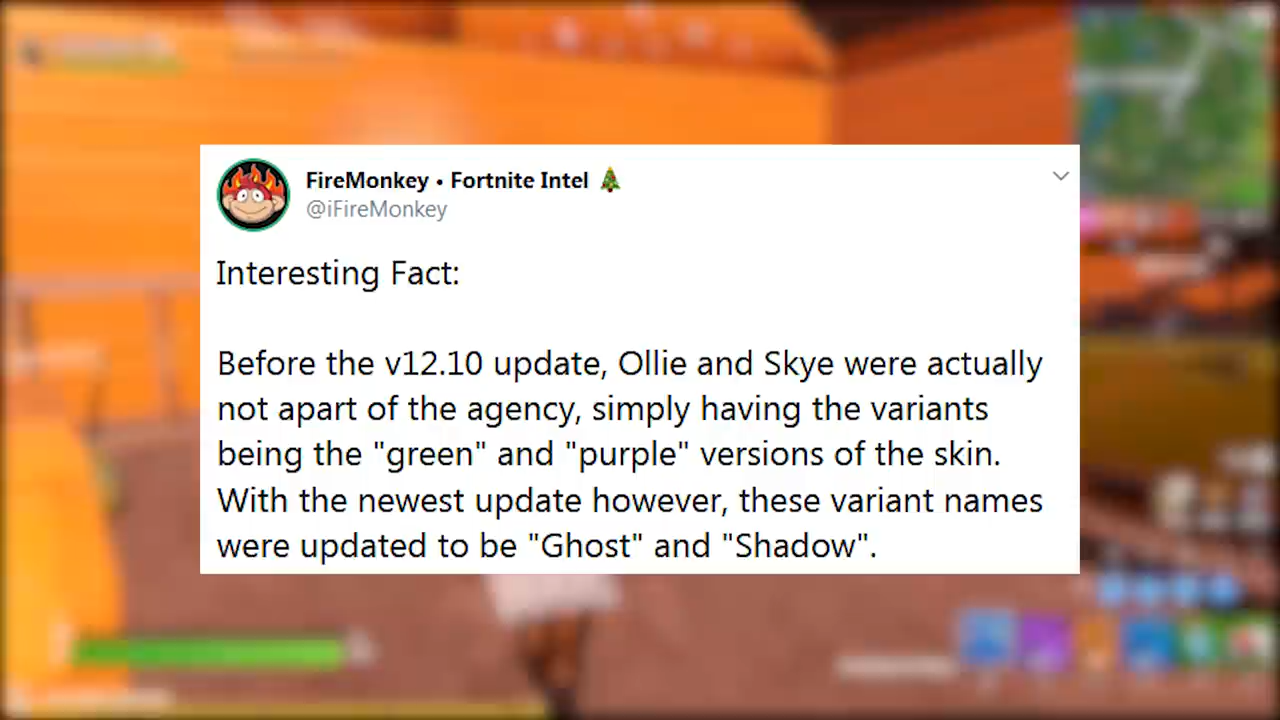 FireMonkey • Fortnite Intel 🎄
@iFireMonkey
Interesting Fact:
Before the v12.10 update, Ollie and Skye were actually
not apart of the agency, simply having the variants
being the "green" and "purple" versions of the skin.
With the newest update however, these variant names
were updated to be "Ghost" and "Shadow".